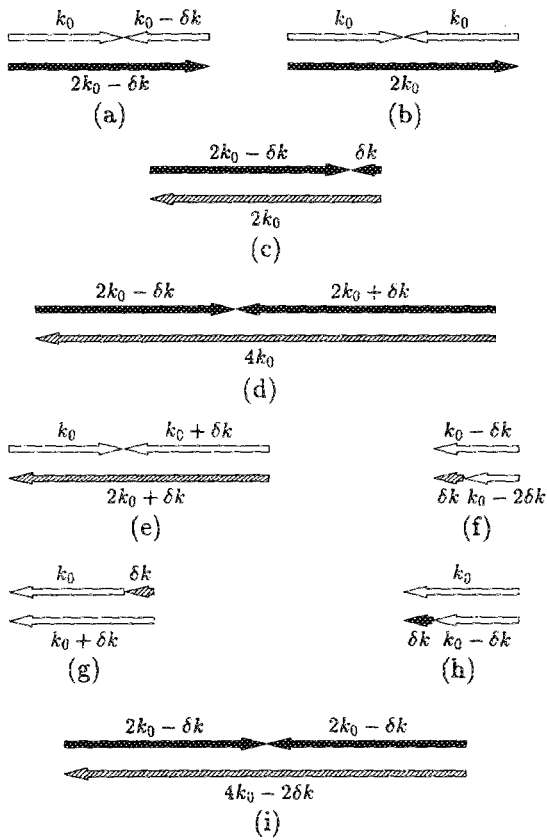 k₀ k₀ − δk k₀ k₀
2k₀ − δk 2k₀
(a) (b)
2k₀ − δk δk
2k₀
(c)
2k₀ − δk 2k₀ + δk
4k₀
(d)
k₀ k₀ + δk k₀ − δk
2k₀ + δk δk k₀ − 2δk
(e) (f)
k₀ δk k₀
k₀ + δk δk k₀ − δk
(g) (h)
2k₀ − δk 2k₀ − δk
4k₀ − 2δk
(i)